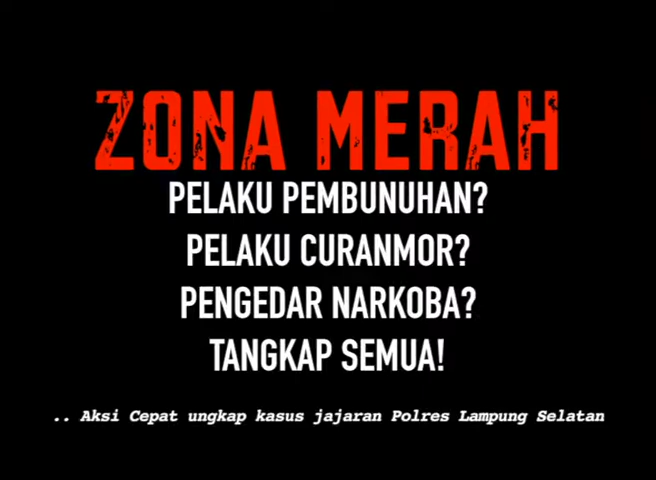 ZONA MERAH
PELAKU PEMBUNUHAN?
PELAKU CURANMOR?
PENGEDAR NARKOBA?
TANGKAP SEMUA!
.. Aksi Cepat ungkap kasus jajaran Polres Lampung Selatan